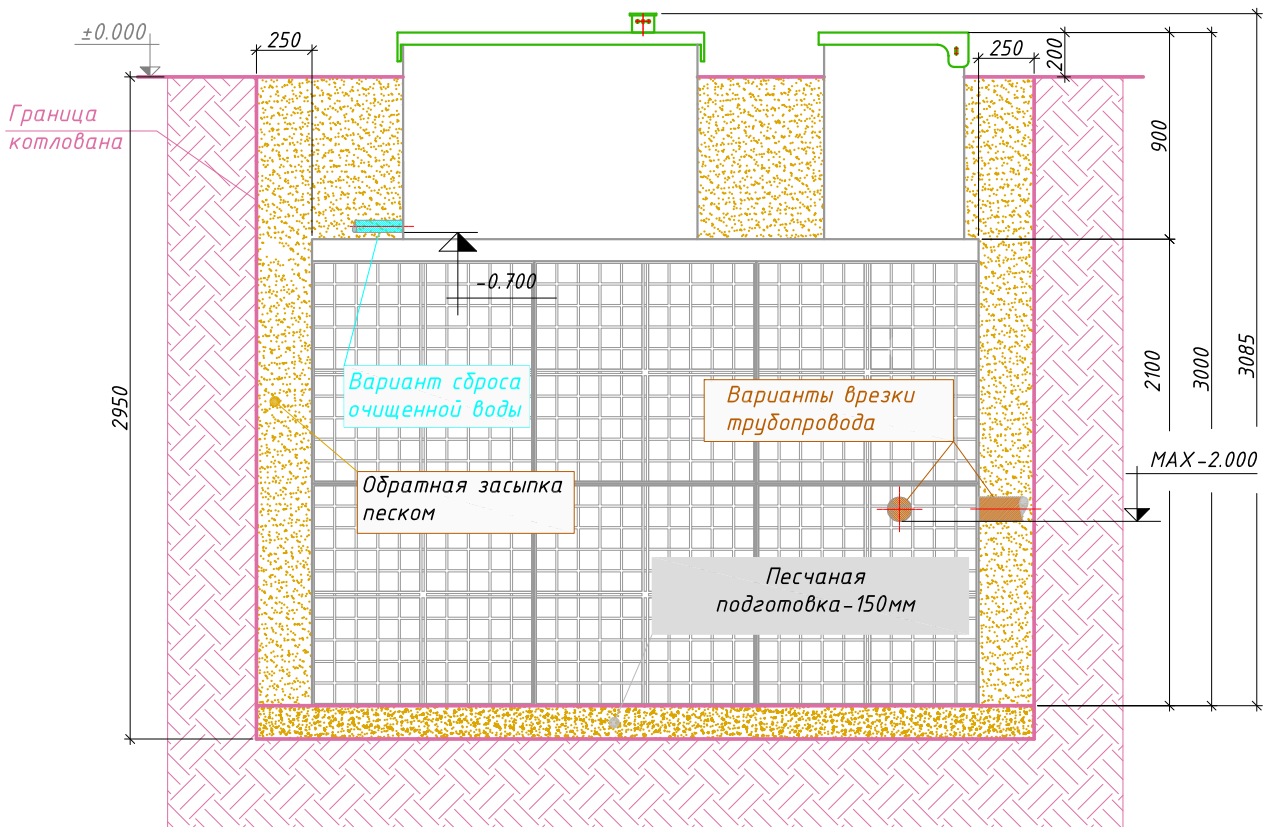 ±0.000
250
250
200
Граница
котлована
900
-0.700
2950
2100
3000
3085
Вариант сброса
очищенной воды
Варианты врезки
трубопровода
MAX-2.000
Обратная засыпка
песком
Песчаная
подготовка-150мм